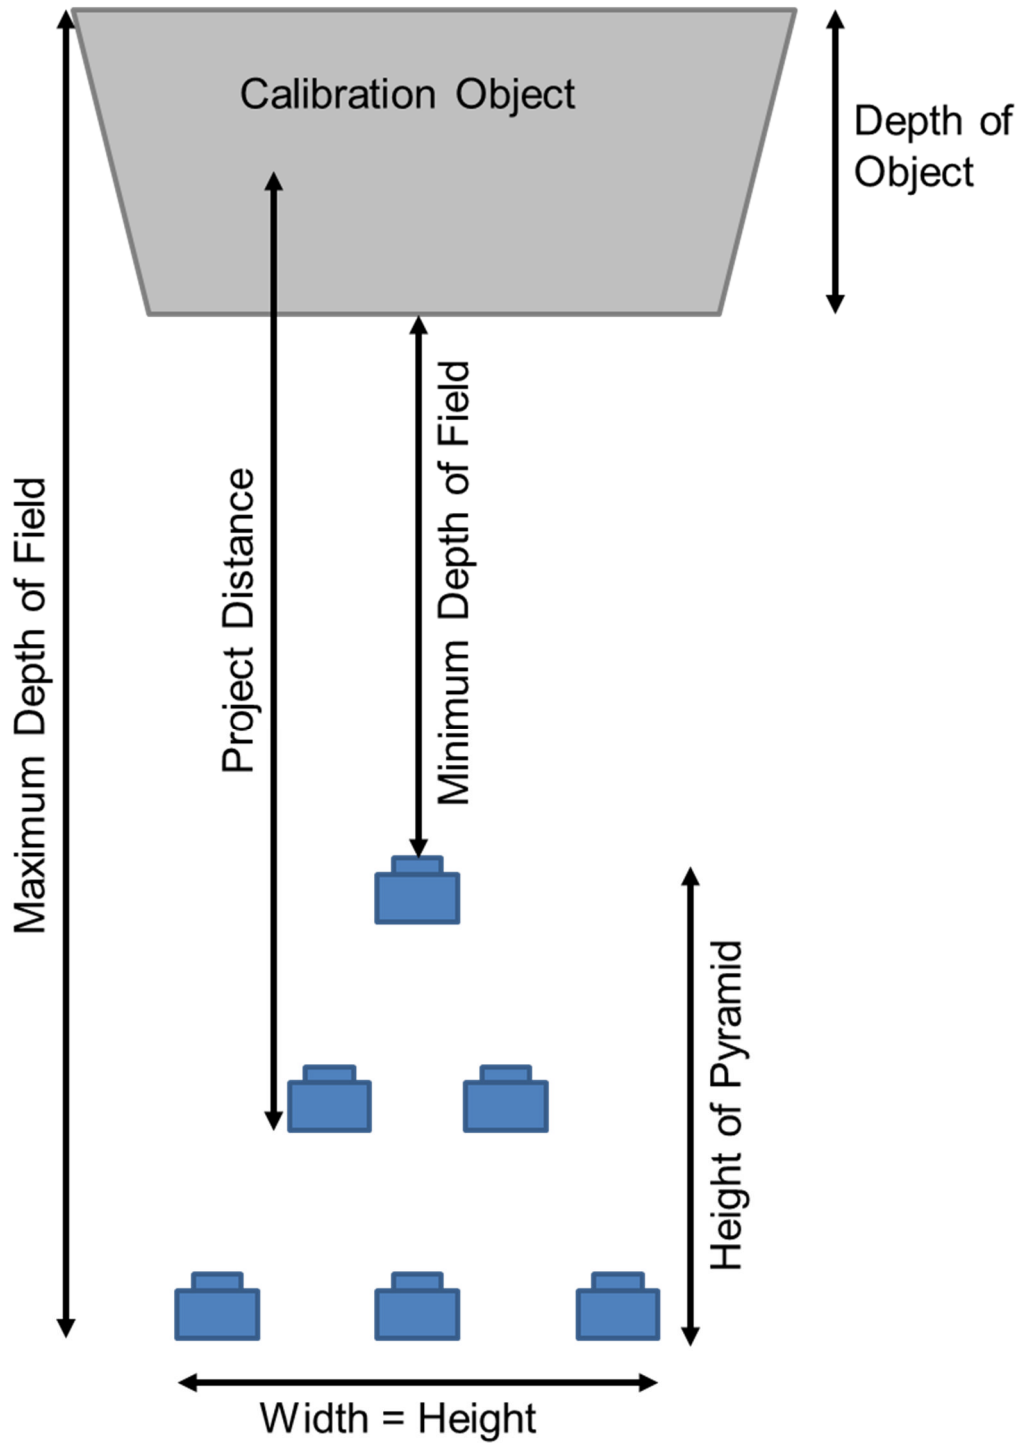 Calibration Object
Depth of
Object
Maximum Depth of Field
Project Distance
Minimum Depth of Field
Height of Pyramid
Width = Height